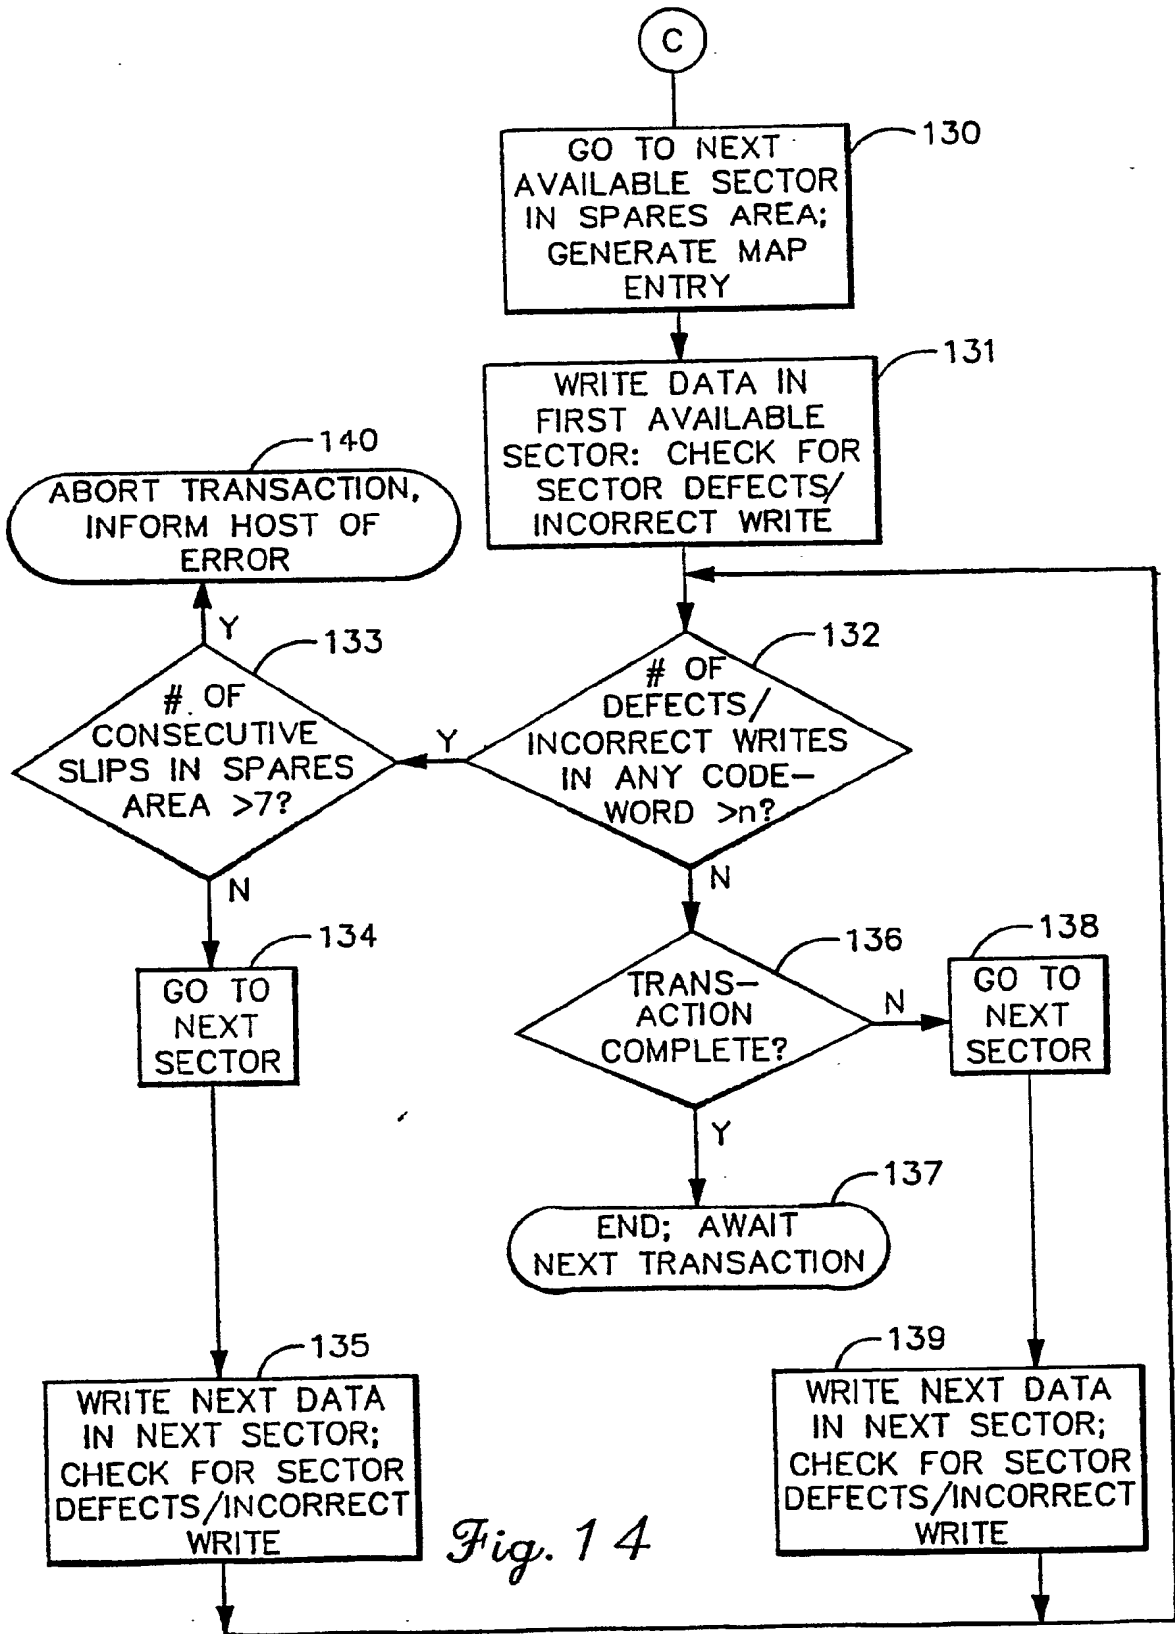 C
GO TO NEXT
AVAILABLE SECTOR
IN SPARES AREA;
GENERATE MAP
ENTRY
130
WRITE DATA IN
FIRST AVAILABLE
SECTOR: CHECK FOR
SECTOR DEFECTS/
INCORRECT WRITE
131
140
ABORT TRANSACTION,
INFORM HOST OF
ERROR
Y
133
# OF
CONSECUTIVE
SLIPS IN SPARES
AREA >7?
Y
132
# OF
DEFECTS/
INCORRECT WRITES
IN ANY CODE-
WORD >n?
N
N
134
GO TO
NEXT
SECTOR
136
TRANS-
ACTION
COMPLETE?
N
138
GO TO
NEXT
SECTOR
Y
137
END; AWAIT
NEXT TRANSACTION
135
WRITE NEXT DATA
IN NEXT SECTOR;
CHECK FOR SECTOR
DEFECTS/INCORRECT
WRITE
139
WRITE NEXT DATA
IN NEXT SECTOR;
CHECK FOR SECTOR
DEFECTS/INCORRECT
WRITE
Fig. 14